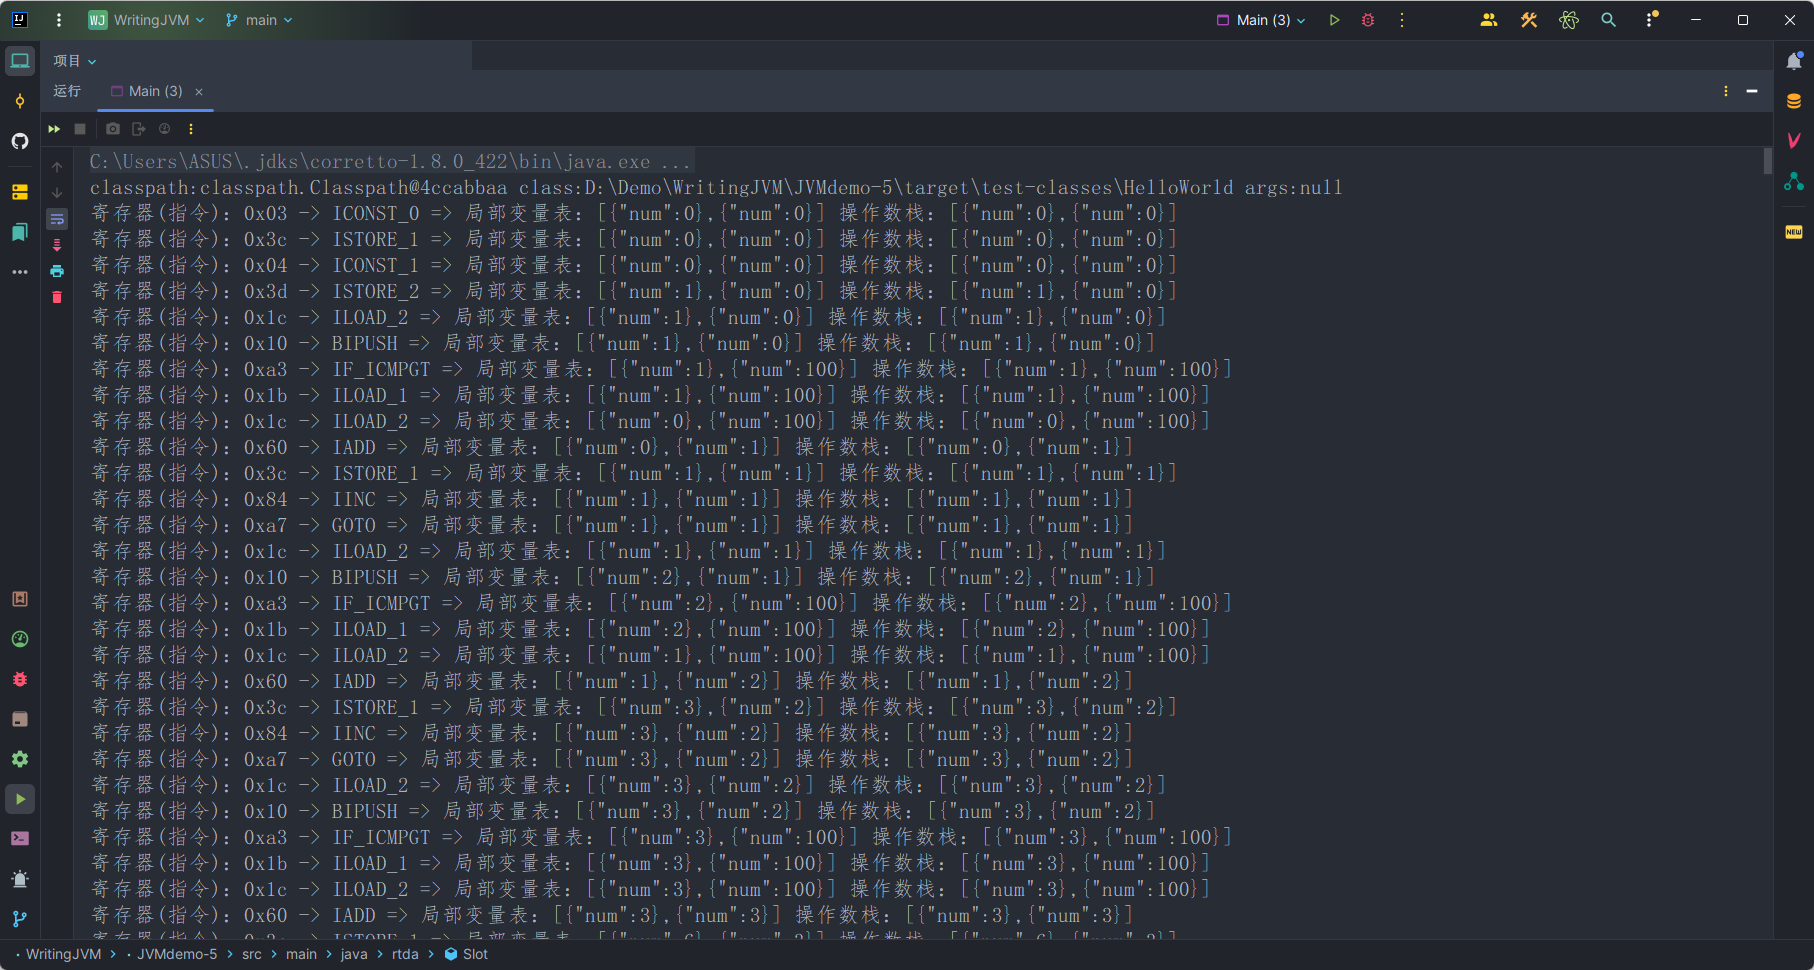 WJ WritingJVM main Main (3)
项目
运行 Main (3)
C:\Users\ASUS\.jdks\corretto-1.8.0_422\bin\java.exe ...
classpath:classpath.Classpath@4ccabbaa class:D:\Demo\WritingJVM\JVMdemo-5\target\test-classes\HelloWorld args:null
寄存器(指令): 0x03 -> ICONST_0 => 局部变量表: [{"num":0},{"num":0}] 操作数栈: [{"num":0},{"num":0}]
寄存器(指令): 0x3c -> ISTORE_1 => 局部变量表: [{"num":0},{"num":0}] 操作数栈: [{"num":0},{"num":0}]
寄存器(指令): 0x04 -> ICONST_1 => 局部变量表: [{"num":0},{"num":0}] 操作数栈: [{"num":0},{"num":0}]
寄存器(指令): 0x3d -> ISTORE_2 => 局部变量表: [{"num":1},{"num":0}] 操作数栈: [{"num":1},{"num":0}]
寄存器(指令): 0x1c -> ILOAD_2 => 局部变量表: [{"num":1},{"num":0}] 操作数栈: [{"num":1},{"num":0}]
寄存器(指令): 0x10 -> BIPUSH => 局部变量表: [{"num":1},{"num":0}] 操作数栈: [{"num":1},{"num":0}]
寄存器(指令): 0xa3 -> IF_ICMPGT => 局部变量表: [{"num":1},{"num":100}] 操作数栈: [{"num":1},{"num":100}]
寄存器(指令): 0x1b -> ILOAD_1 => 局部变量表: [{"num":1},{"num":100}] 操作数栈: [{"num":1},{"num":100}]
寄存器(指令): 0x1c -> ILOAD_2 => 局部变量表: [{"num":0},{"num":100}] 操作数栈: [{"num":0},{"num":100}]
寄存器(指令): 0x60 -> IADD => 局部变量表: [{"num":0},{"num":1}] 操作数栈: [{"num":0},{"num":1}]
寄存器(指令): 0x3c -> ISTORE_1 => 局部变量表: [{"num":1},{"num":1}] 操作数栈: [{"num":1},{"num":1}]
寄存器(指令): 0x84 -> IINC => 局部变量表: [{"num":1},{"num":1}] 操作数栈: [{"num":1},{"num":1}]
寄存器(指令): 0xa7 -> GOTO => 局部变量表: [{"num":1},{"num":1}] 操作数栈: [{"num":1},{"num":1}]
寄存器(指令): 0x1c -> ILOAD_2 => 局部变量表: [{"num":1},{"num":1}] 操作数栈: [{"num":1},{"num":1}]
寄存器(指令): 0x10 -> BIPUSH => 局部变量表: [{"num":2},{"num":1}] 操作数栈: [{"num":2},{"num":1}]
寄存器(指令): 0xa3 -> IF_ICMPGT => 局部变量表: [{"num":2},{"num":100}] 操作数栈: [{"num":2},{"num":100}]
寄存器(指令): 0x1b -> ILOAD_1 => 局部变量表: [{"num":2},{"num":100}] 操作数栈: [{"num":2},{"num":100}]
寄存器(指令): 0x1c -> ILOAD_2 => 局部变量表: [{"num":1},{"num":100}] 操作数栈: [{"num":1},{"num":100}]
寄存器(指令): 0x60 -> IADD => 局部变量表: [{"num":1},{"num":2}] 操作数栈: [{"num":1},{"num":2}]
寄存器(指令): 0x3c -> ISTORE_1 => 局部变量表: [{"num":3},{"num":2}] 操作数栈: [{"num":3},{"num":2}]
寄存器(指令): 0x84 -> IINC => 局部变量表: [{"num":3},{"num":2}] 操作数栈: [{"num":3},{"num":2}]
寄存器(指令): 0xa7 -> GOTO => 局部变量表: [{"num":3},{"num":2}] 操作数栈: [{"num":3},{"num":2}]
寄存器(指令): 0x1c -> ILOAD_2 => 局部变量表: [{"num":3},{"num":2}] 操作数栈: [{"num":3},{"num":2}]
寄存器(指令): 0x10 -> BIPUSH => 局部变量表: [{"num":3},{"num":2}] 操作数栈: [{"num":3},{"num":2}]
寄存器(指令): 0xa3 -> IF_ICMPGT => 局部变量表: [{"num":3},{"num":100}] 操作数栈: [{"num":3},{"num":100}]
寄存器(指令): 0x1b -> ILOAD_1 => 局部变量表: [{"num":3},{"num":100}] 操作数栈: [{"num":3},{"num":100}]
寄存器(指令): 0x1c -> ILOAD_2 => 局部变量表: [{"num":3},{"num":100}] 操作数栈: [{"num":3},{"num":100}]
寄存器(指令): 0x60 -> IADD => 局部变量表: [{"num":3},{"num":3}] 操作数栈: [{"num":3},{"num":3}]
NEW
WritingJVM > JVMdemo-5 > src > main > java > rtda > Slot